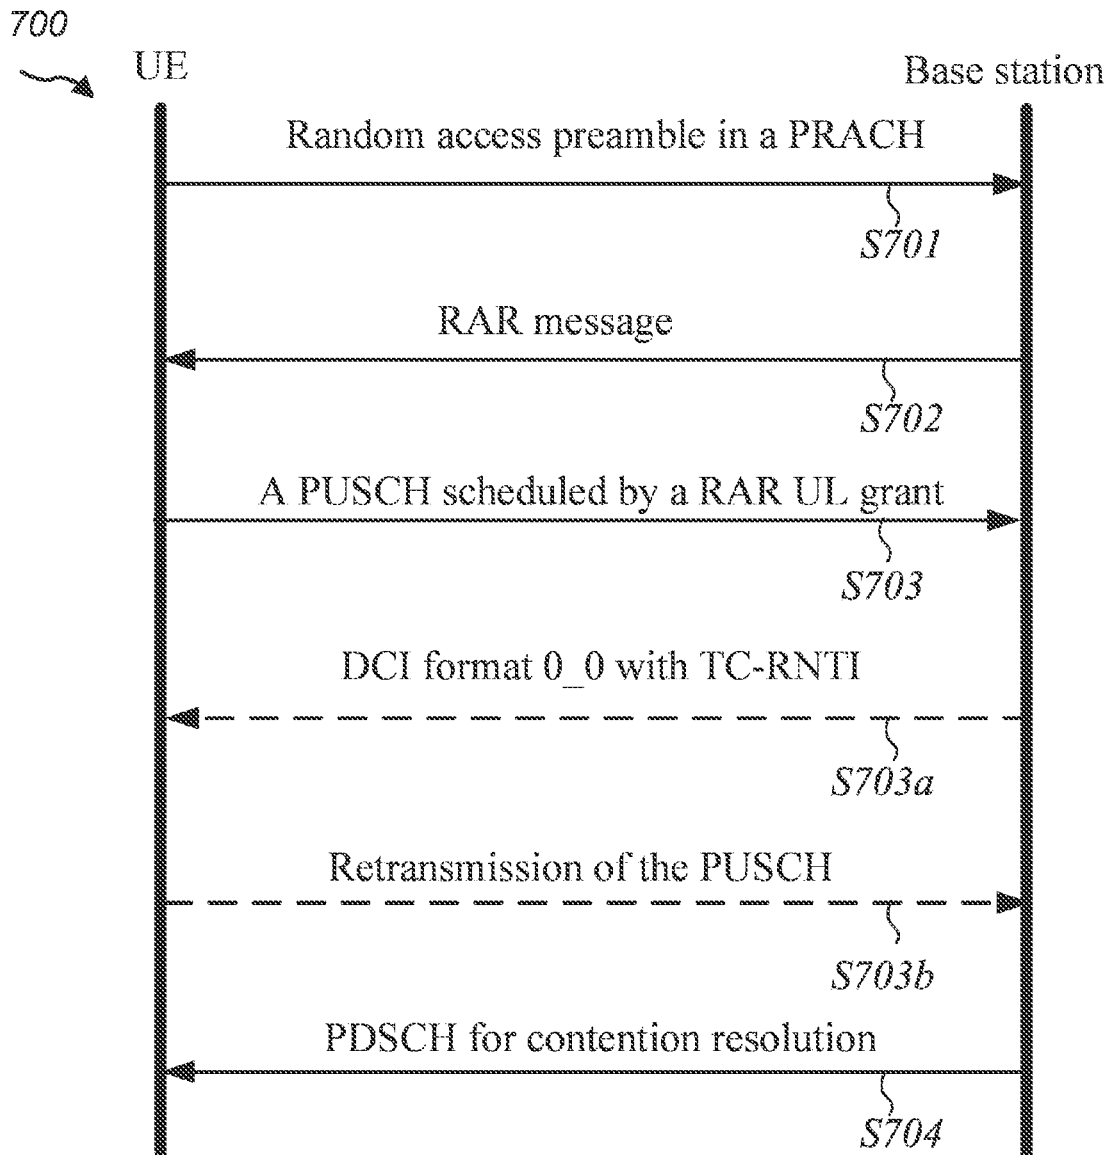 700
UE
Base station
Random access preamble in a PRACH
S701
RAR message
S702
A PUSCH scheduled by a RAR UL grant
S703
DCI format 0_0 with TC-RNTI
S703a
Retransmission of the PUSCH
S703b
PDSCH for contention resolution
S704